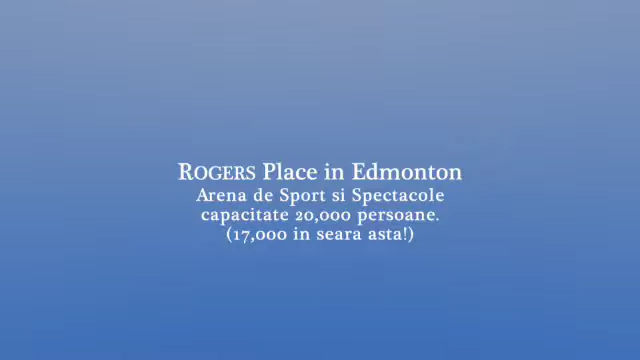 ROGERS Place in Edmonton
Arena de Sport si Spectacole
capacitate 20,000 persoane.
(17,000 in seara asta!)